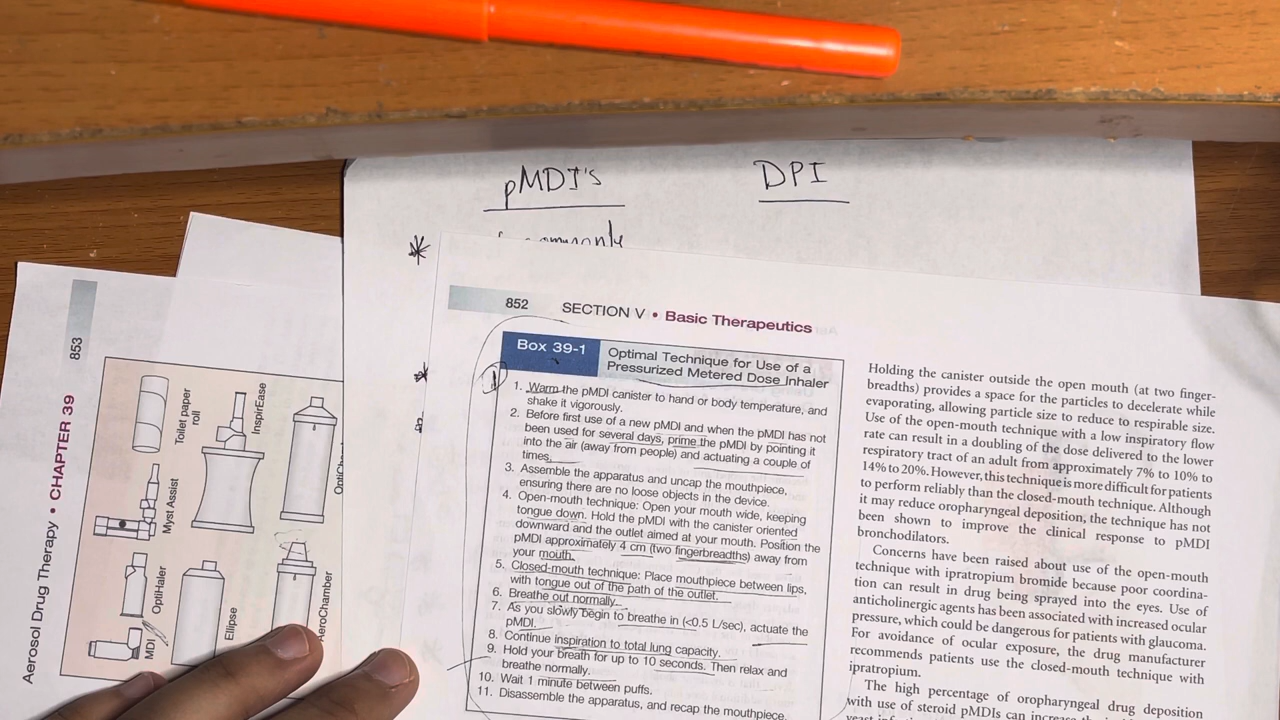 pMDI's
DPI
commonly
852
SECTION V • Basic Therapeutics
Box 39-1
Optimal Technique for Use of a
Pressurized Metered Dose Inhaler
1. Warm the pMDI canister to hand or body temperature, and
shake it vigorously.
2. Before first use of a new pMDI and when the pMDI has not
been used for several days, prime the pMDI by pointing it
into the air (away from people) and actuating a couple of
times.
3. Assemble the apparatus and uncap the mouthpiece,
ensuring there are no loose objects in the device.
4. Open-mouth technique: Open your mouth wide, keeping
tongue down. Hold the pMDI with the canister oriented
downward and the outlet aimed at your mouth. Position the
pMDI approximately 4 cm (two fingerbreadths) away from
your mouth.
5. Closed-mouth technique: Place mouthpiece between lips,
with tongue out of the path of the outlet.
6. Breathe out normally.
7. As you slowly begin to breathe in (<0.5 L/sec), actuate the
pMDI.
8. Continue inspiration to total lung capacity.
9. Hold your breath for up to 10 seconds. Then relax and
breathe normally.
10. Wait 1 minute between puffs.
11. Disassemble the apparatus, and recap the mouthpiece.
Holding the canister outside the open mouth (at two finger-
breadths) provides a space for the particles to decelerate while
evaporating, allowing particle size to reduce to respirable size.
Use of the open-mouth technique with a low inspiratory flow
rate can result in a doubling of the dose delivered to the lower
respiratory tract of an adult from approximately 7% to 10% to
14% to 20%. However, this technique is more difficult for patients
to perform reliably than the closed-mouth technique. Although
it may reduce oropharyngeal deposition, the technique has not
been shown to improve the clinical response to pMDI
bronchodilators.
Concerns have been raised about use of the open-mouth
technique with ipratropium bromide because poor coordina-
tion can result in drug being sprayed into the eyes. Use of
anticholinergic agents has been associated with increased ocular
pressure, which could be dangerous for patients with glaucoma.
For avoidance of ocular exposure, the drug manufacturer
recommends patients use the closed-mouth technique with
ipratropium.
The high percentage of oropharyngeal drug deposition
with use of steroid pMDIs can increase the
Aerosol Drug Therapy • CHAPTER 39
853
Toilet paper
roll
InspirEase
Myst Assist
OptiHaler
MDI
Ellipse
AeroChamber